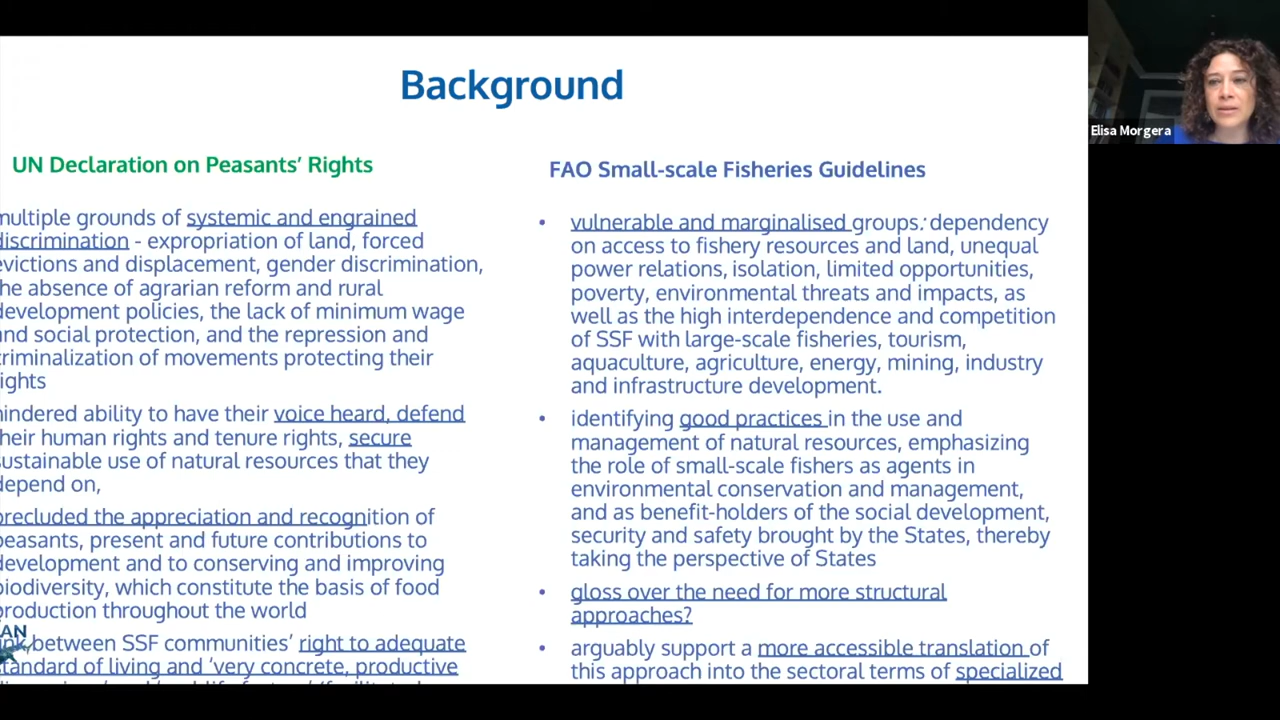 Background
Elisa Morgera
UN Declaration on Peasants' Rights
multiple grounds of systemic and engrained
discrimination - expropriation of land, forced
evictions and displacement, gender discrimination,
the absence of agrarian reform and rural
development policies, the lack of minimum wage
and social protection, and the repression and
criminalization of movements protecting their
rights
hindered ability to have their voice heard, defend
their human rights and tenure rights, secure
sustainable use of natural resources that they
depend on,
precluded the appreciation and recognition of
peasants, present and future contributions to
development and to conserving and improving
biodiversity, which constitute the basis of food
production throughout the world
link between SSF communities' right to adequate
standard of living and 'very concrete, productive
FAO Small-scale Fisheries Guidelines
• vulnerable and marginalised groups: dependency
on access to fishery resources and land, unequal
power relations, isolation, limited opportunities,
poverty, environmental threats and impacts, as
well as the high interdependence and competition
of SSF with large-scale fisheries, tourism,
aquaculture, agriculture, energy, mining, industry
and infrastructure development.
• identifying good practices in the use and
management of natural resources, emphasizing
the role of small-scale fishers as agents in
environmental conservation and management,
and as benefit-holders of the social development,
security and safety brought by the States, thereby
taking the perspective of States
• gloss over the need for more structural
approaches?
• arguably support a more accessible translation of
this approach into the sectoral terms of specialized